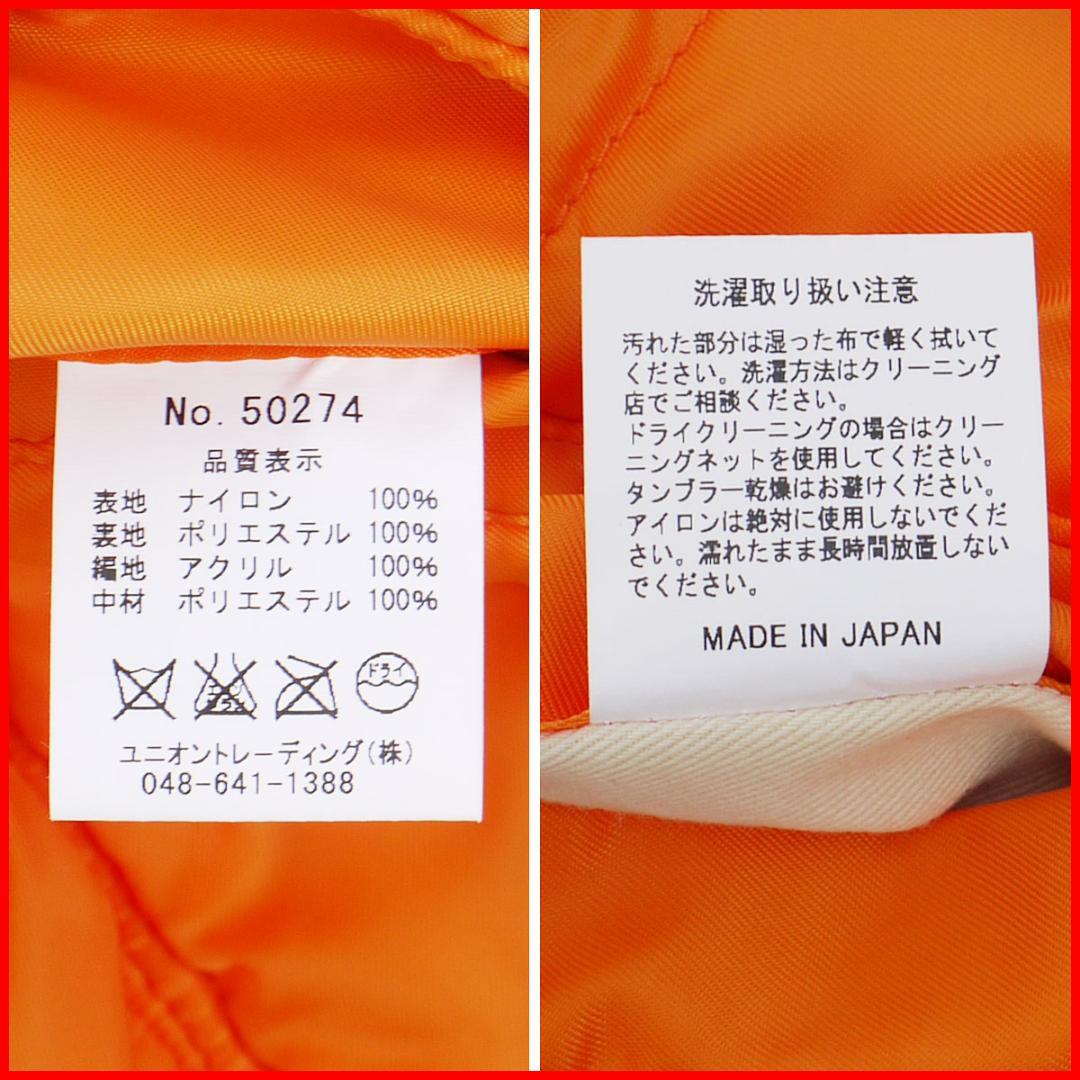 No. 50274
品質表示
表地 ナイロン 100%
裏地 ポリエステル 100%
編地 アクリル 100%
中材 ポリエステル 100%
ドライ
ユニオントレーディング(株)
048-641-1388
洗濯取り扱い注意
汚れた部分は湿った布で軽く拭いて
ください。洗濯方法はクリーニング
店でご相談ください。
ドライクリーニングの場合はクリー
ニングネットを使用してください。
タンブラー乾燥はお避けください。
アイロンは絶対に使用しないでくだ
さい。濡れたまま長時間放置しない
でください。
MADE IN JAPAN